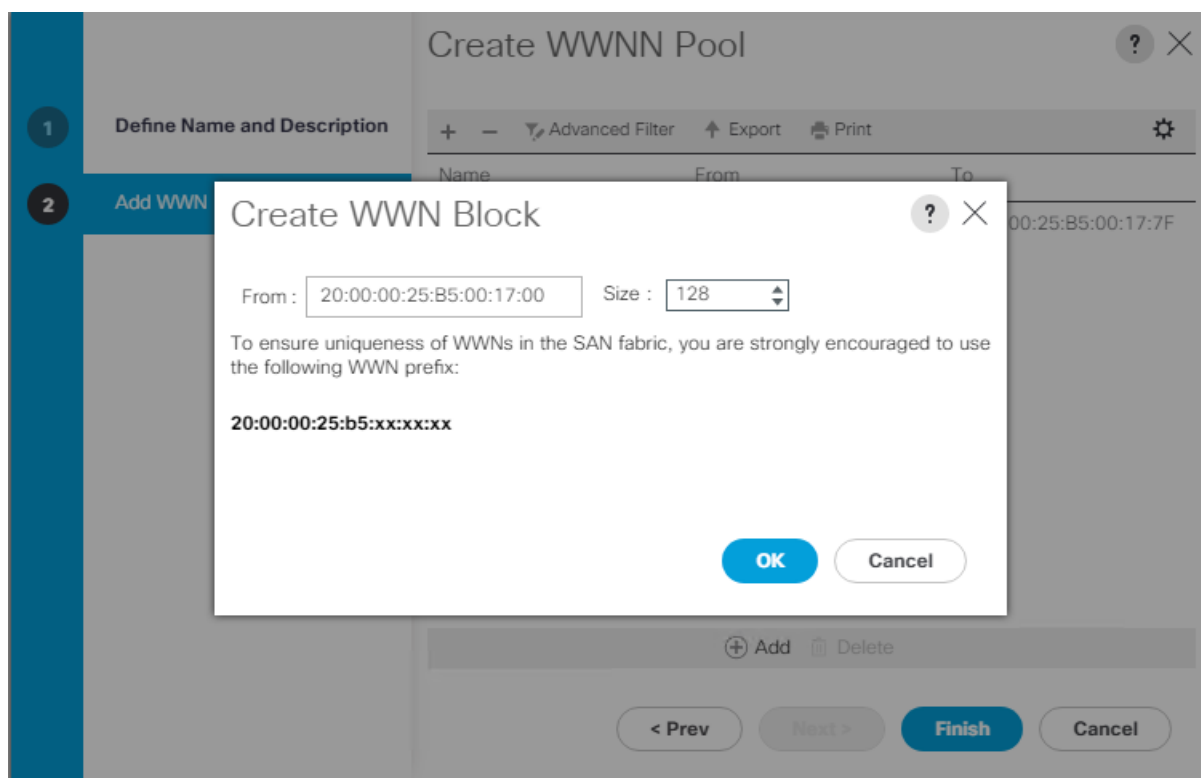 Create WWNN Pool
?
1 Define Name and Description
+ − Advanced Filter Export Print
Name From To
2 Add WWN
00:25:B5:00:17:7F
Create WWN Block
?
From : 20:00:00:25:B5:00:17:00 Size : 128
To ensure uniqueness of WWNs in the SAN fabric, you are strongly encouraged to use
the following WWN prefix:
20:00:00:25:b5:xx:xx:xx
OK Cancel
Add Delete
< Prev Next > Finish Cancel